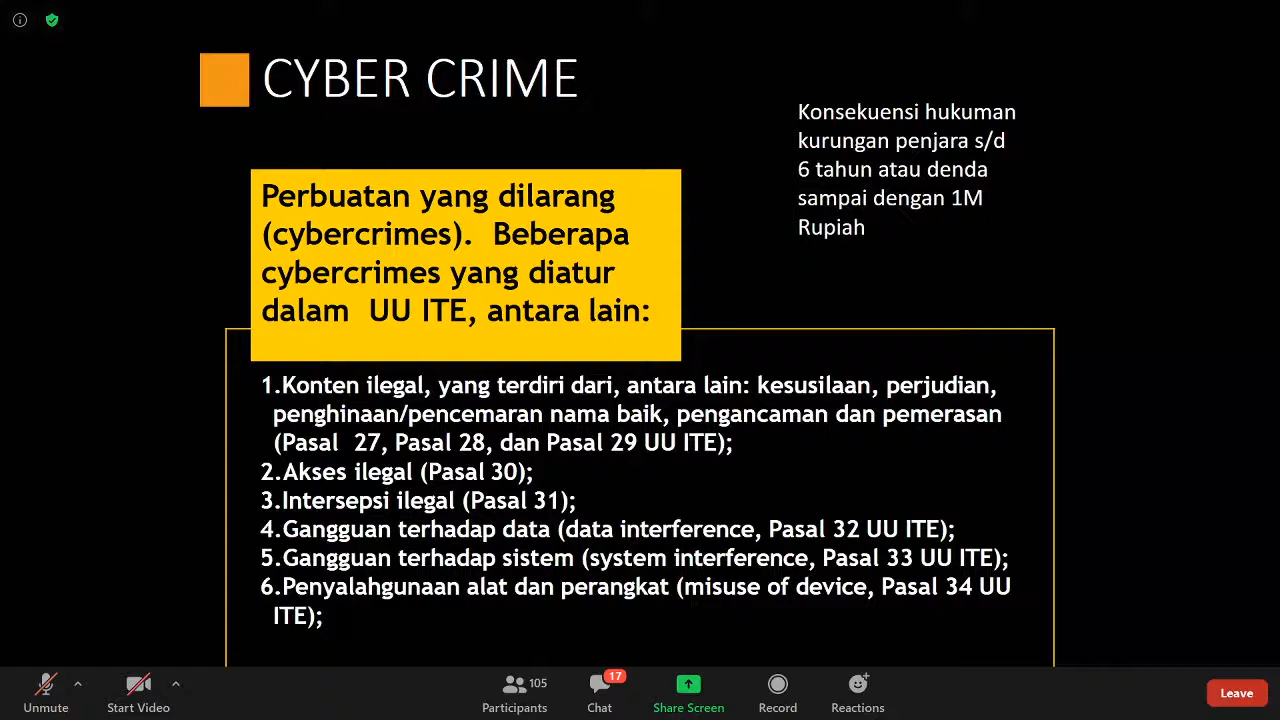 CYBER CRIME
Konsekuensi hukuman
kurungan penjara s/d
6 tahun atau denda
sampai dengan 1M
Rupiah
Perbuatan yang dilarang
(cybercrimes). Beberapa
cybercrimes yang diatur
dalam UU ITE, antara lain:
1.Konten ilegal, yang terdiri dari, antara lain: kesusilaan, perjudian,
penghinaan/pencemaran nama baik, pengancaman dan pemerasan
(Pasal 27, Pasal 28, dan Pasal 29 UU ITE);
2.Akses ilegal (Pasal 30);
3.Intersepsi ilegal (Pasal 31);
4.Gangguan terhadap data (data interference, Pasal 32 UU ITE);
5.Gangguan terhadap sistem (system interference, Pasal 33 UU ITE);
6.Penyalahgunaan alat dan perangkat (misuse of device, Pasal 34 UU
ITE);
Unmute
Start Video
105
Participants
17
Chat
Share Screen
Record
Reactions
Leave